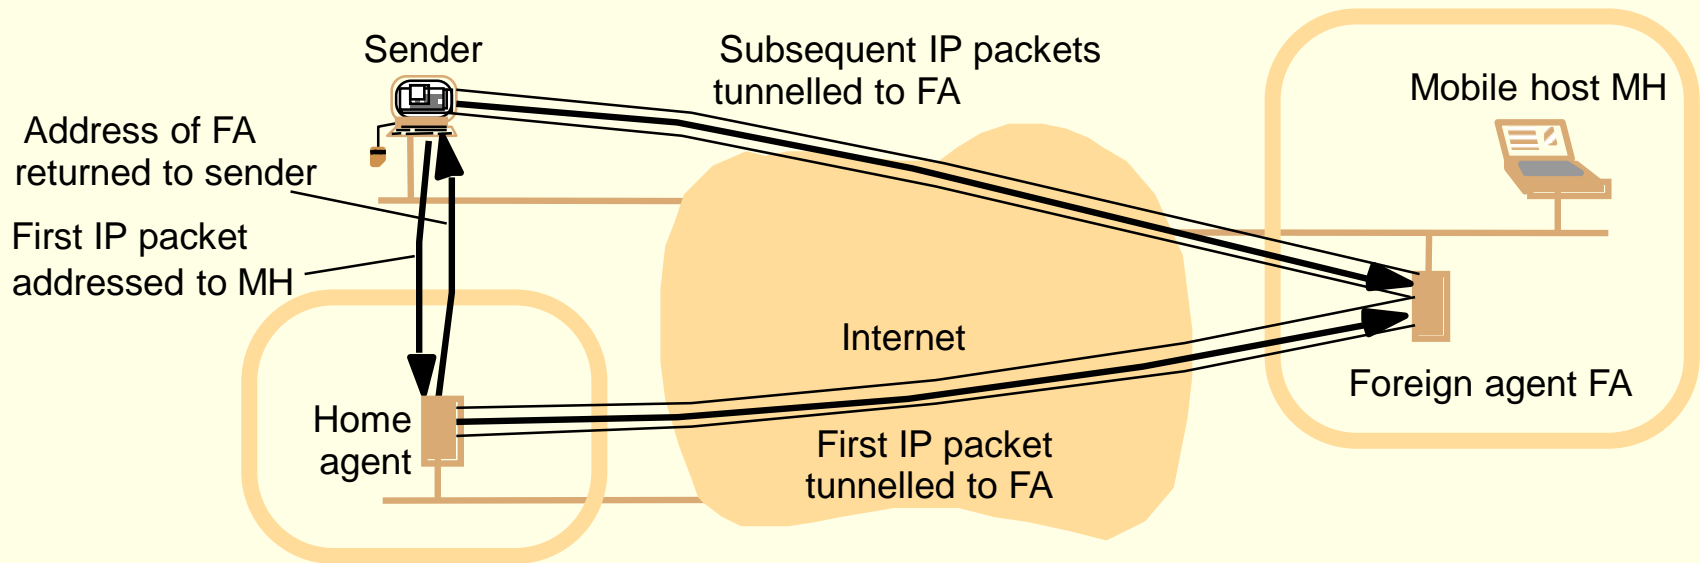 Sender
Subsequent IP packets
tunnelled to FA
Mobile host MH
Address of FA
returned to sender
First IP packet
addressed to MH
Internet
Foreign agent FA
Home
agent
First IP packet
tunnelled to FA